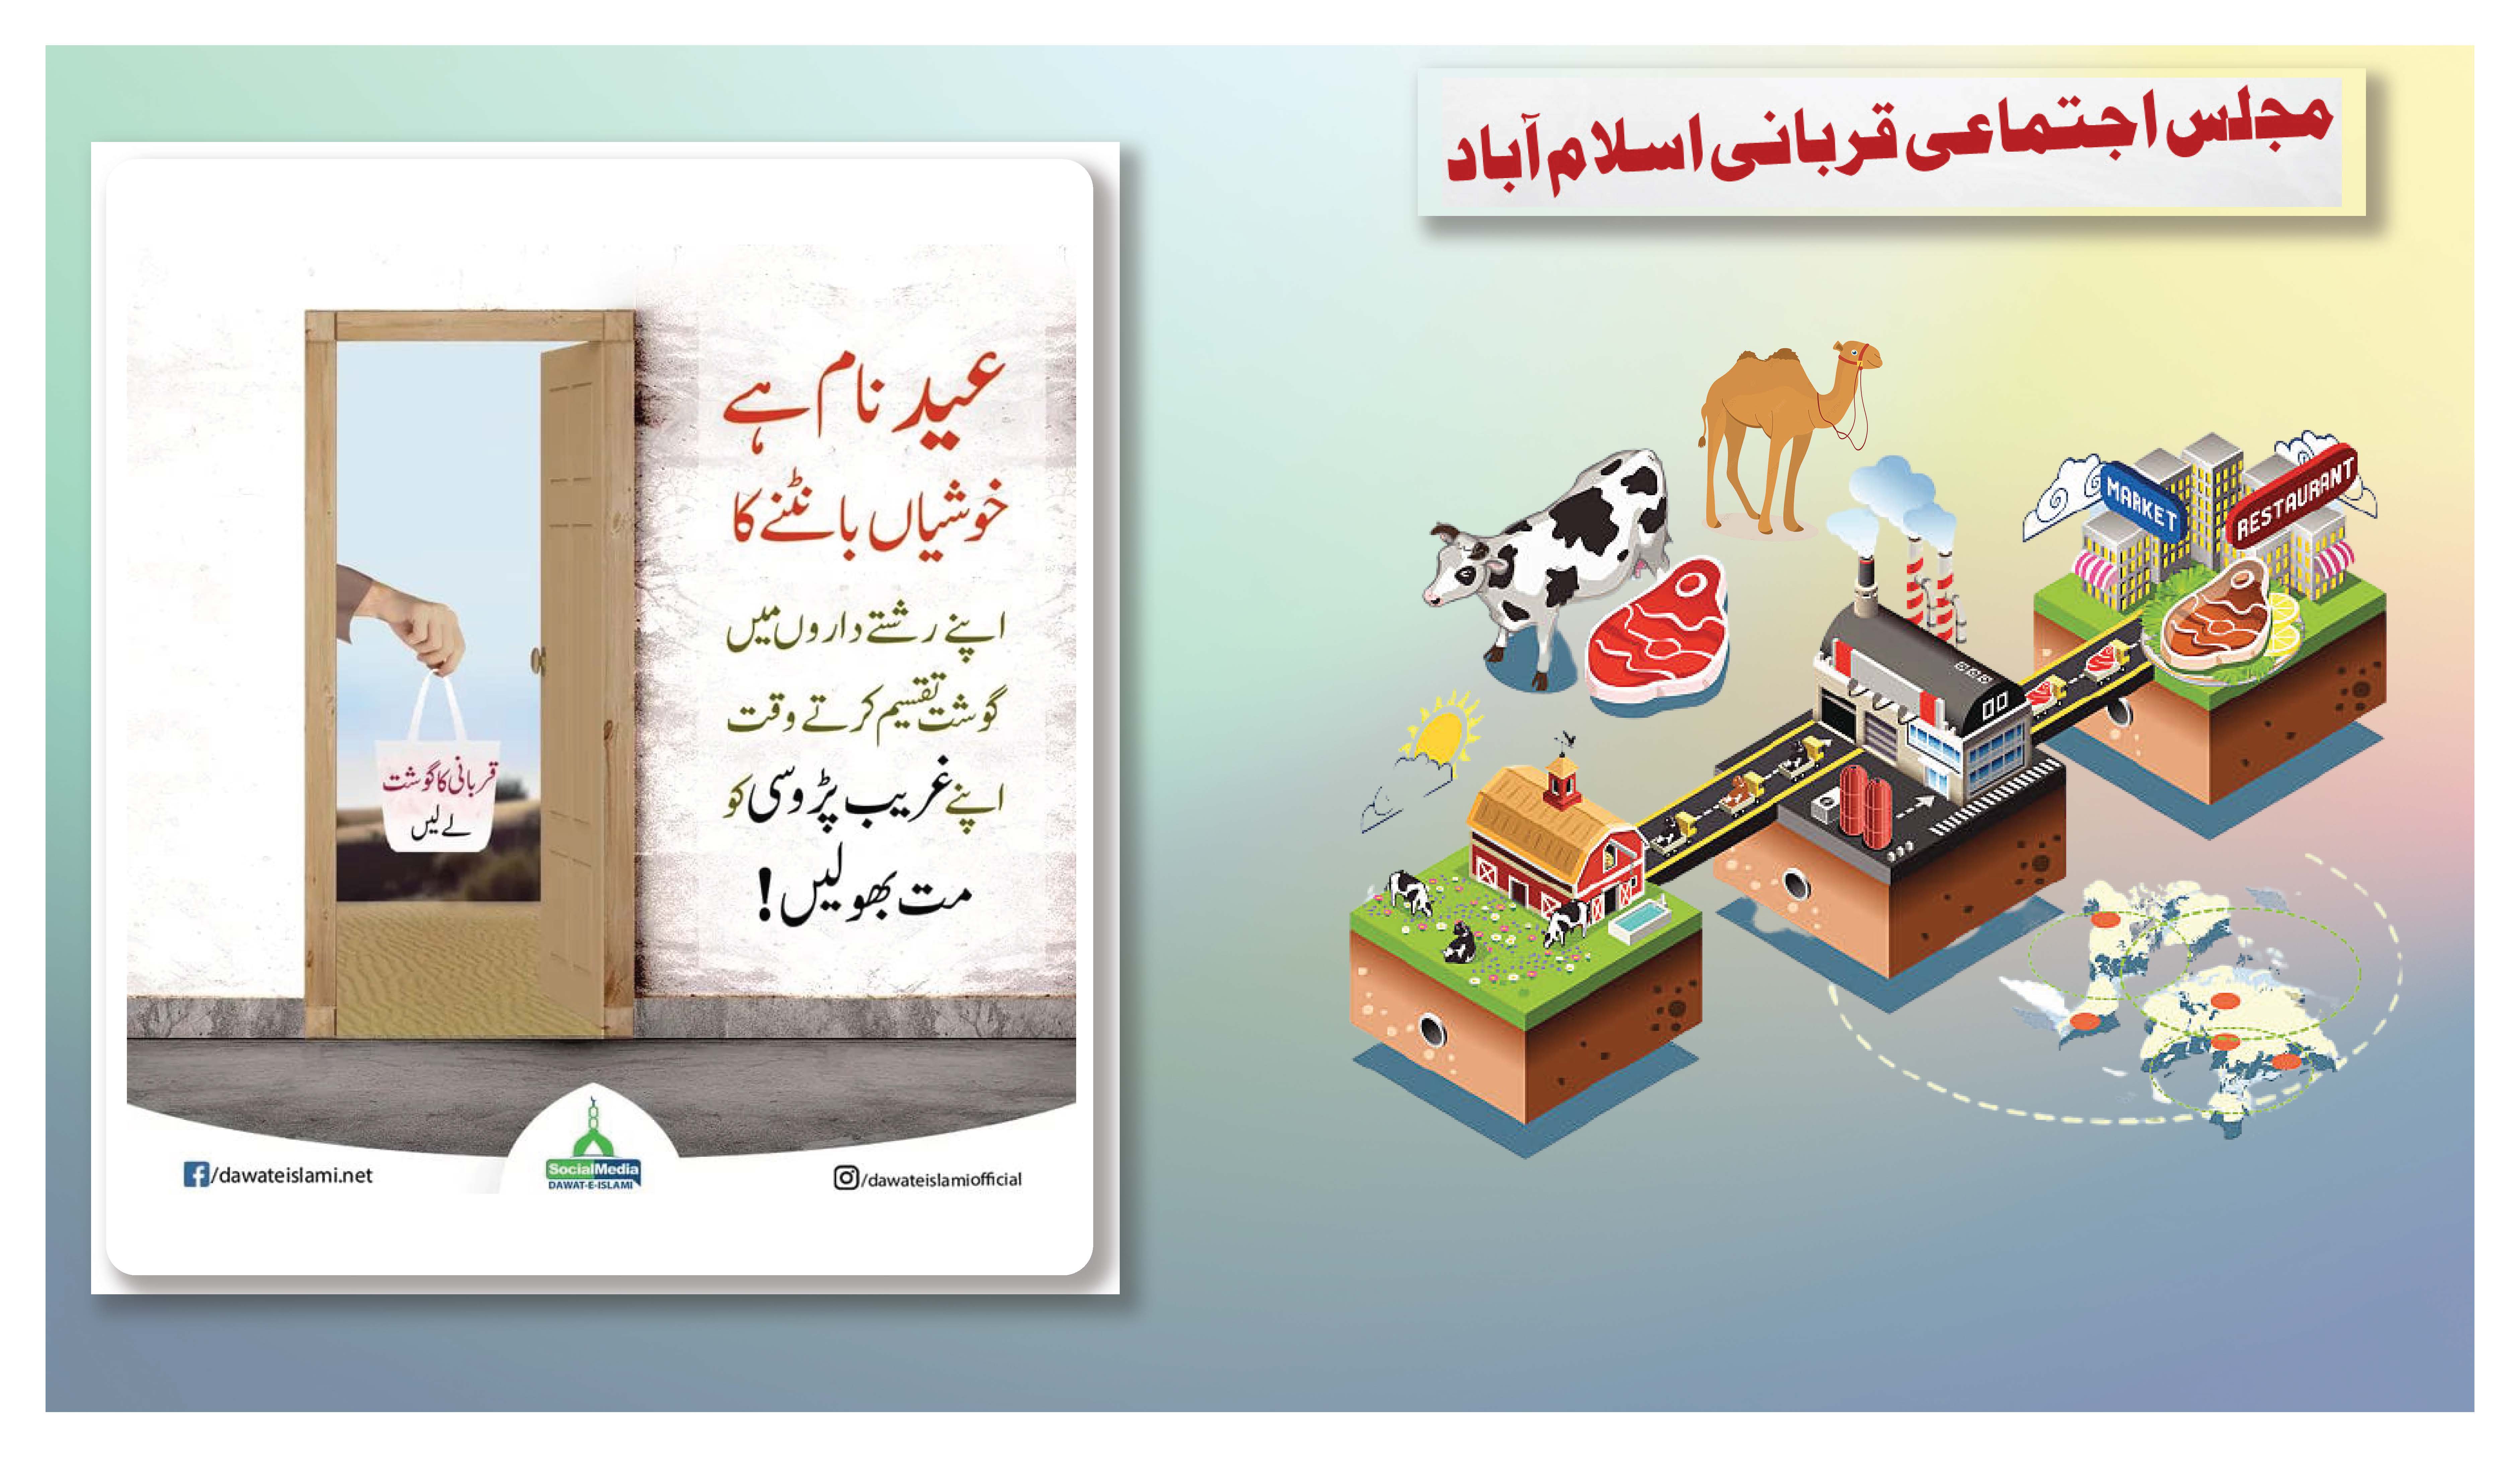 مجلس اجتماعی قربانی اسلام آباد
عید نام ہے
خوشیاں بانٹنے کا
اپنے رشتے داروں میں
گوشت تقسیم کرتے وقت
اپنے غریب پڑوسی کو
مت بھولیں!
قربانی کا گوشت
لے لیں
/dawateislami.net
SocialMedia
DAWAT-E-ISLAMI
/dawateislamiofficial
MARKET
RESTAURANT